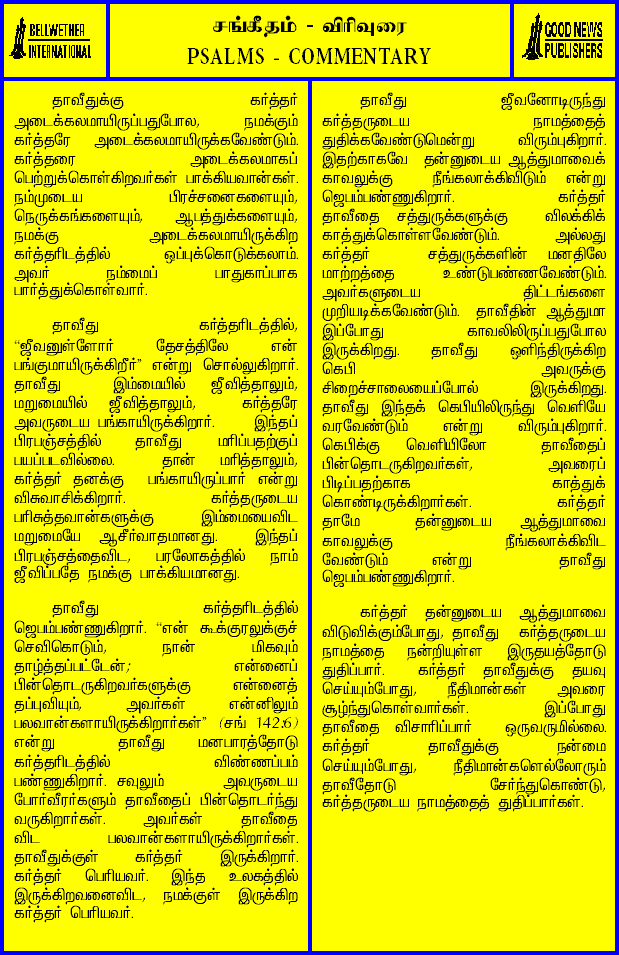 BELLWETHER
INTERNATIONAL
சங்கீதம் - விரிவுரை
PSALMS - COMMENTARY
GOOD NEWS
PUBLISHERS
தாவீதுக்கு கர்த்தர்
அடைக்கலமாயிருப்பதுபோல, நமக்கும்
கர்த்தரே அடைக்கலமாயிருக்கவேண்டும்.
கர்த்தரை அடைக்கலமாகப்
பெற்றுக்கொள்கிறவர்கள் பாக்கியவான்கள்.
நம்முடைய பிரச்சனைகளையும்,
நெருக்கங்களையும், ஆபத்துக்களையும்,
நமக்கு அடைக்கலமாயிருக்கிற
கர்த்தரிடத்தில் ஒப்புக்கொடுக்கலாம்.
அவர் நம்மைப் பாதுகாப்பாக
பார்த்துக்கொள்வார்.
தாவீது கர்த்தரிடத்தில்,
“ஜீவனுள்ளோர் தேசத்திலே என்
பங்குமாயிருக்கிறீர்” என்று சொல்லுகிறார்.
தாவீது இம்மையில் ஜீவித்தாலும்,
மறுமையில் ஜீவித்தாலும், கர்த்தரே
அவருடைய பங்காயிருக்கிறார். இந்தப்
பிரபஞ்சத்தில் தாவீது மரிப்பதற்குப்
பயப்படவில்லை. தான் மரித்தாலும்,
கர்த்தர் தனக்கு பங்காயிருப்பார் என்று
விசுவாசிக்கிறார். கர்த்தருடைய
பரிசுத்தவான்களுக்கு இம்மையைவிட
மறுமையே ஆசீர்வாதமானது. இந்தப்
பிரபஞ்சத்தைவிட, பரலோகத்தில் நாம்
ஜீவிப்பதே நமக்கு பாக்கியமானது.
தாவீது கர்த்தரிடத்தில்
ஜெபம்பண்ணுகிறார். “என் கூக்குரலுக்குச்
செவிகொடும், நான் மிகவும்
தாழ்த்தப்பட்டேன்; என்னைப்
பின்தொடருகிறவர்களுக்கு என்னைத்
தப்புவியும், அவர்கள் என்னிலும்
பலவான்களாயிருக்கிறார்கள்” (சங் 142:6)
என்று தாவீது மனபாரத்தோடு
கர்த்தரிடத்தில் விண்ணப்பம்
பண்ணுகிறார். சவுலும் அவருடைய
போர்வீரர்களும் தாவீதைப் பின்தொடர்ந்து
வருகிறார்கள். அவர்கள் தாவீதை
விட பலவான்களாயிருக்கிறார்கள்.
தாவீதுக்குள் கர்த்தர் இருக்கிறார்.
கர்த்தர் பெரியவர். இந்த உலகத்தில்
இருக்கிறவனைவிட, நமக்குள் இருக்கிற
கர்த்தர் பெரியவர்.
தாவீது ஜீவனோடிருந்து
கர்த்தருடைய நாமத்தைத்
துதிக்கவேண்டுமென்று விரும்புகிறார்.
இதற்காகவே தன்னுடைய ஆத்துமாவைக்
காவலுக்கு நீங்கலாக்கிவிடும் என்று
ஜெபம்பண்ணுகிறார். கர்த்தர்
தாவீதை சத்துருக்களுக்கு விலக்கிக்
காத்துக்கொள்ளவேண்டும். அல்லது
கர்த்தர் சத்துருக்களின் மனதிலே
மாற்றத்தை உண்டுபண்ணவேண்டும்.
அவர்களுடைய திட்டங்களை
முறியடிக்கவேண்டும். தாவீதின் ஆத்துமா
இப்போது காவலிலிருப்பதுபோல
இருக்கிறது. தாவீது ஒளிந்திருக்கிற
கெபி அவருக்கு
சிறைச்சாலையைப்போல் இருக்கிறது.
தாவீது இந்தக் கெபியிலிருந்து வெளியே
வரவேண்டும் என்று விரும்புகிறார்.
கெபிக்கு வெளியிலோ தாவீதைப்
பின்தொடருகிறவர்கள், அவரைப்
பிடிப்பதற்காக காத்துக்
கொண்டிருக்கிறார்கள். கர்த்தர்
தாமே தன்னுடைய ஆத்துமாவை
காவலுக்கு நீங்கலாக்கிவிட
வேண்டும் என்று தாவீது
ஜெபம்பண்ணுகிறார்.
கர்த்தர் தன்னுடைய ஆத்துமாவை
விடுவிக்கும்போது, தாவீது கர்த்தருடைய
நாமத்தை நன்றியுள்ள இருதயத்தோடு
துதிப்பார். கர்த்தர் தாவீதுக்கு தயவு
செய்யும்போது, நீதிமான்கள் அவரை
சூழ்ந்துகொள்வார்கள். இப்போது
தாவீதை விசாரிப்பார் ஒருவருமில்லை.
கர்த்தர் தாவீதுக்கு நன்மை
செய்யும்போது, நீதிமான்களெல்லோரும்
தாவீதோடு சேர்ந்துகொண்டு,
கர்த்தருடைய நாமத்தைத் துதிப்பார்கள்.